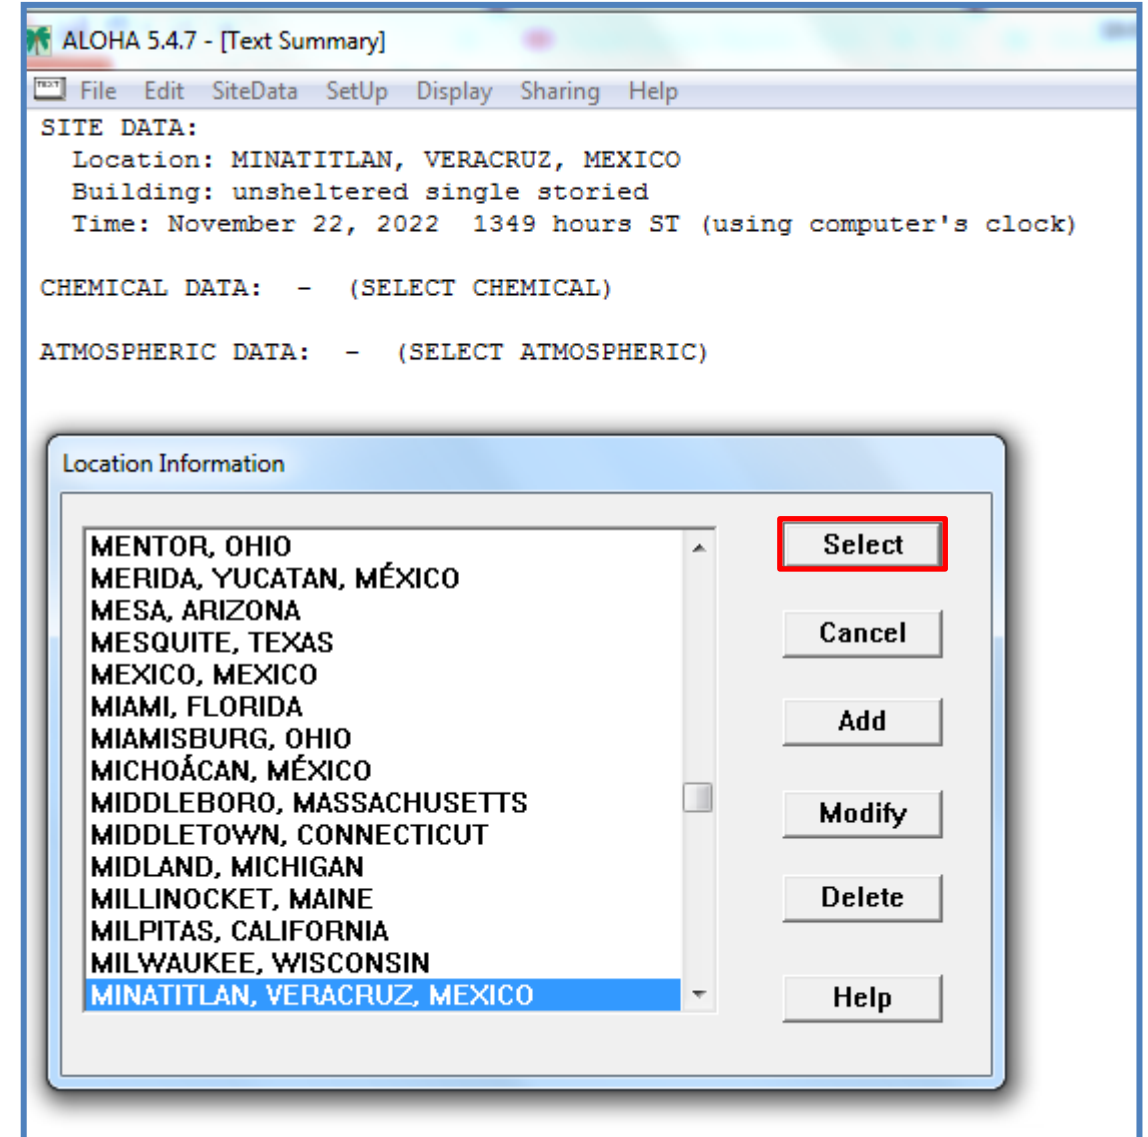 ALOHA 5.4.7 - [Text Summary]
TEXT File Edit SiteData SetUp Display Sharing Help
SITE DATA:
Location: MINATITLAN, VERACRUZ, MEXICO
Building: unsheltered single storied
Time: November 22, 2022 1349 hours ST (using computer's clock)
CHEMICAL DATA: - (SELECT CHEMICAL)
ATMOSPHERIC DATA: - (SELECT ATMOSPHERIC)
Location Information
MENTOR, OHIO
MERIDA, YUCATAN, MÉXICO
MESA, ARIZONA
MESQUITE, TEXAS
MEXICO, MEXICO
MIAMI, FLORIDA
MIAMISBURG, OHIO
MICHOÁCAN, MÉXICO
MIDDLEBORO, MASSACHUSETTS
MIDDLETOWN, CONNECTICUT
MIDLAND, MICHIGAN
MILLINOCKET, MAINE
MILPITAS, CALIFORNIA
MILWAUKEE, WISCONSIN
MINATITLAN, VERACRUZ, MEXICO
Select
Cancel
Add
Modify
Delete
Help